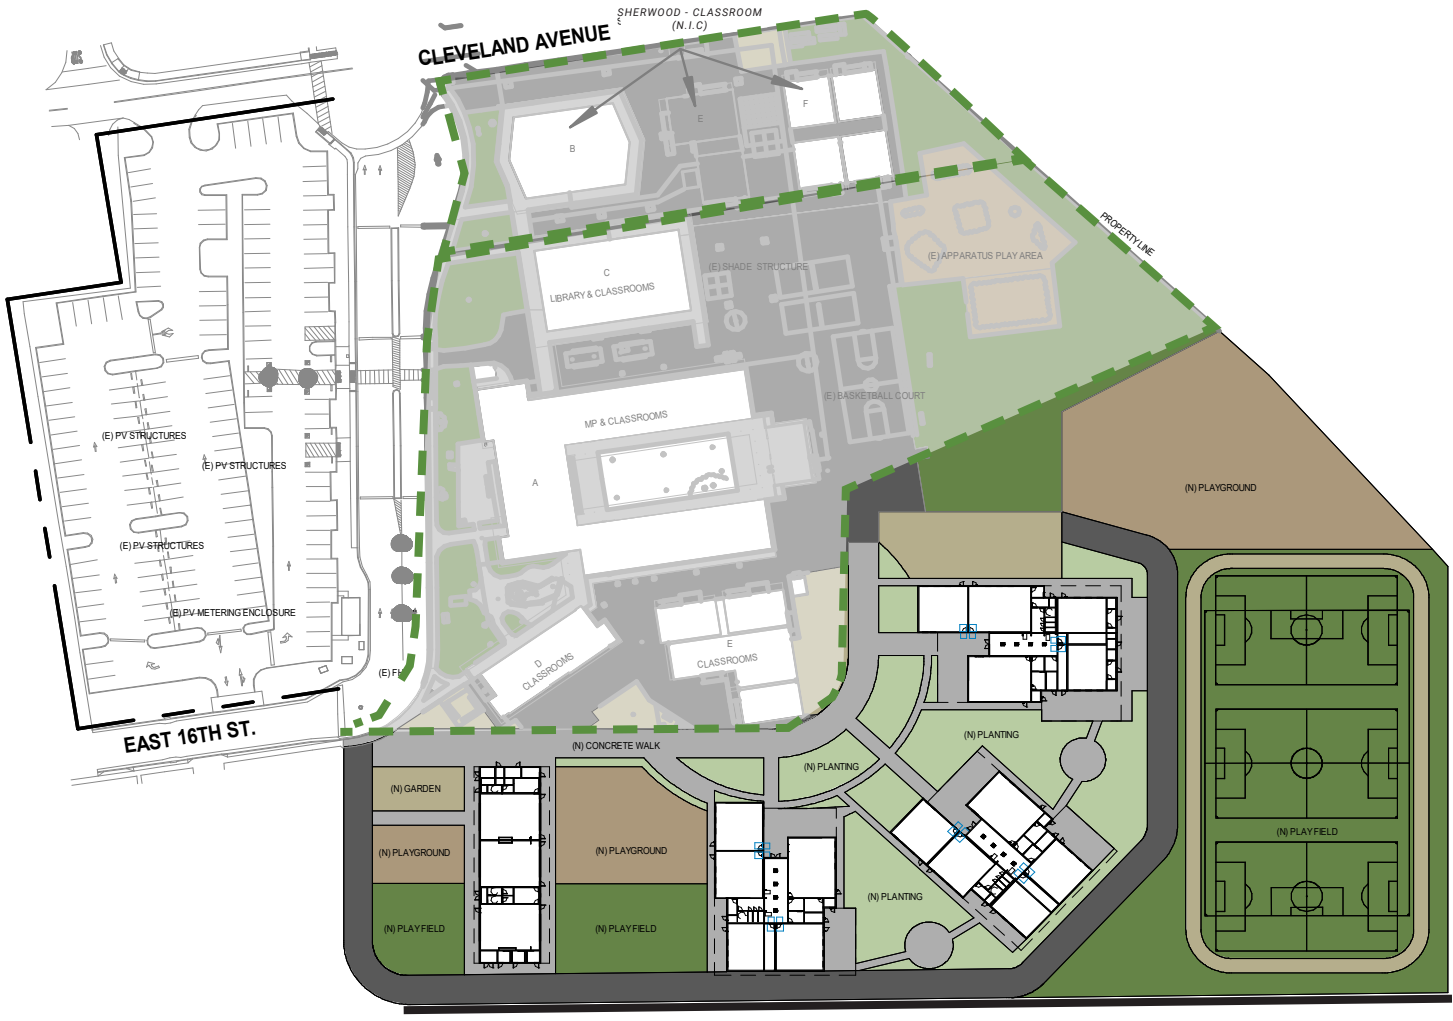 SHERWOOD - CLASSROOM
(N.I.C)
CLEVELAND AVENUE
F
E
B
PROPERTY LINE
C
LIBRARY & CLASSROOMS
(E) SHADE STRUCTURE
(E) APPARATUS PLAY AREA
(E) BASKETBALL COURT
MP & CLASSROOMS
A
(E) PV STRUCTURES
(E) PV STRUCTURES
(E) PV STRUCTURES
(E) PV METERING ENCLOSURE
(N) PLAYGROUND
E
CLASSROOMS
D
CLASSROOMS
(E) FH
EAST 16TH ST.
(N) CONCRETE WALK
(N) PLANTING
(N) PLANTING
(N) GARDEN
(N) PLAYGROUND
(N) PLAYGROUND
(N) PLAYFIELD
(N) PLANTING
(N) PLAYFIELD
(N) PLAYFIELD